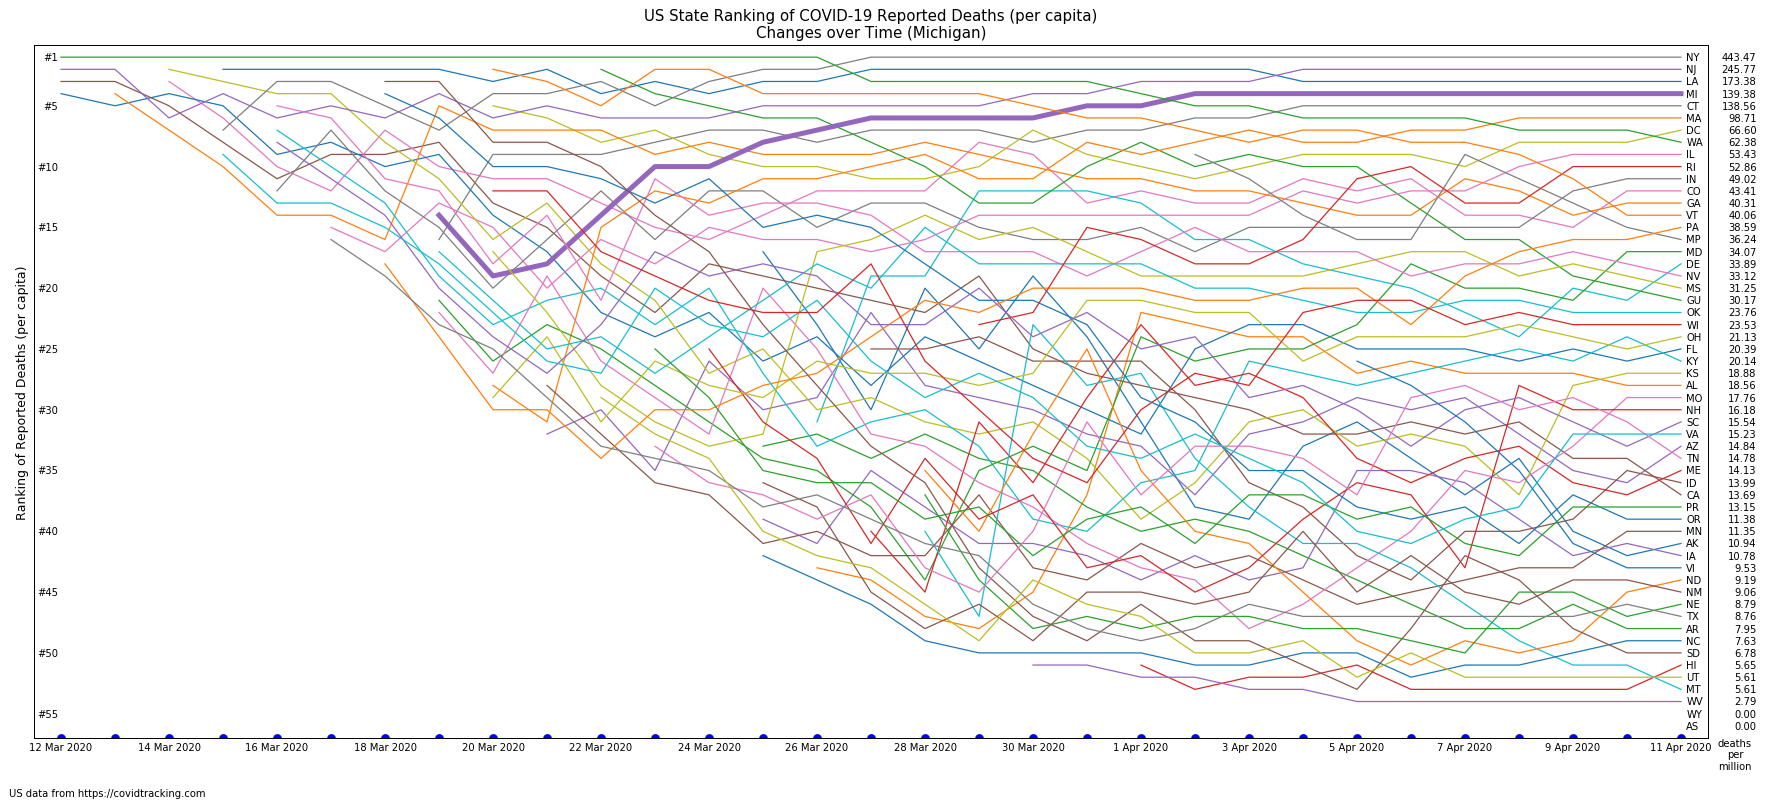 US State Ranking of COVID-19 Reported Deaths (per capita)
Changes over Time (Michigan)
Ranking of Reported Deaths (per capita)
#1
#5
#10
#15
#20
#25
#30
#35
#40
#45
#50
#55
NY 443.47
NJ 245.77
LA 173.38
MI 139.38
CT 138.56
MA 98.71
DC 66.60
WA 62.38
IL 53.43
RI 52.86
IN 49.02
CO 43.41
GA 40.31
VT 40.06
PA 38.59
MP 36.24
MD 34.07
DE 33.89
NV 33.12
MS 31.25
GU 30.17
OK 23.76
WI 23.53
OH 21.13
FL 20.39
KY 20.14
KS 18.88
AL 18.56
MO 17.76
NH 16.18
SC 15.54
VA 15.23
AZ 14.84
TN 14.78
ME 14.13
ID 13.99
CA 13.69
PR 13.15
OR 11.38
MN 11.35
AK 10.94
IA 10.78
VI 9.53
ND 9.19
NM 9.06
NE 8.79
TX 8.76
AR 7.95
NC 7.63
SD 6.78
HI 5.65
UT 5.61
MT 5.61
WV 2.79
WY 0.00
AS 0.00
12 Mar 2020 14 Mar 2020 16 Mar 2020 18 Mar 2020 20 Mar 2020 22 Mar 2020 24 Mar 2020 26 Mar 2020 28 Mar 2020 30 Mar 2020 1 Apr 2020 3 Apr 2020 5 Apr 2020 7 Apr 2020 9 Apr 2020 11 Apr 2020
deaths
per
million
US data from https://covidtracking.com